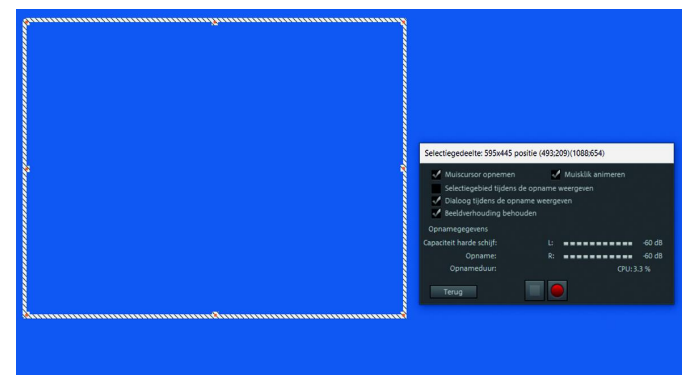 Selectiegedeelte: 595x445 positie (493;209)(1088;654)
Muiscursor opnemen Muisklik animeren
Selectiegebied tijdens de opname weergeven
Dialoog tijdens de opname weergeven
Beeldverhouding behouden
Opnamegegevens
Capaciteit harde schijf: L: -60 dB
Opname: R: -60 dB
Opnameduur: CPU: 3.3 %
Terug